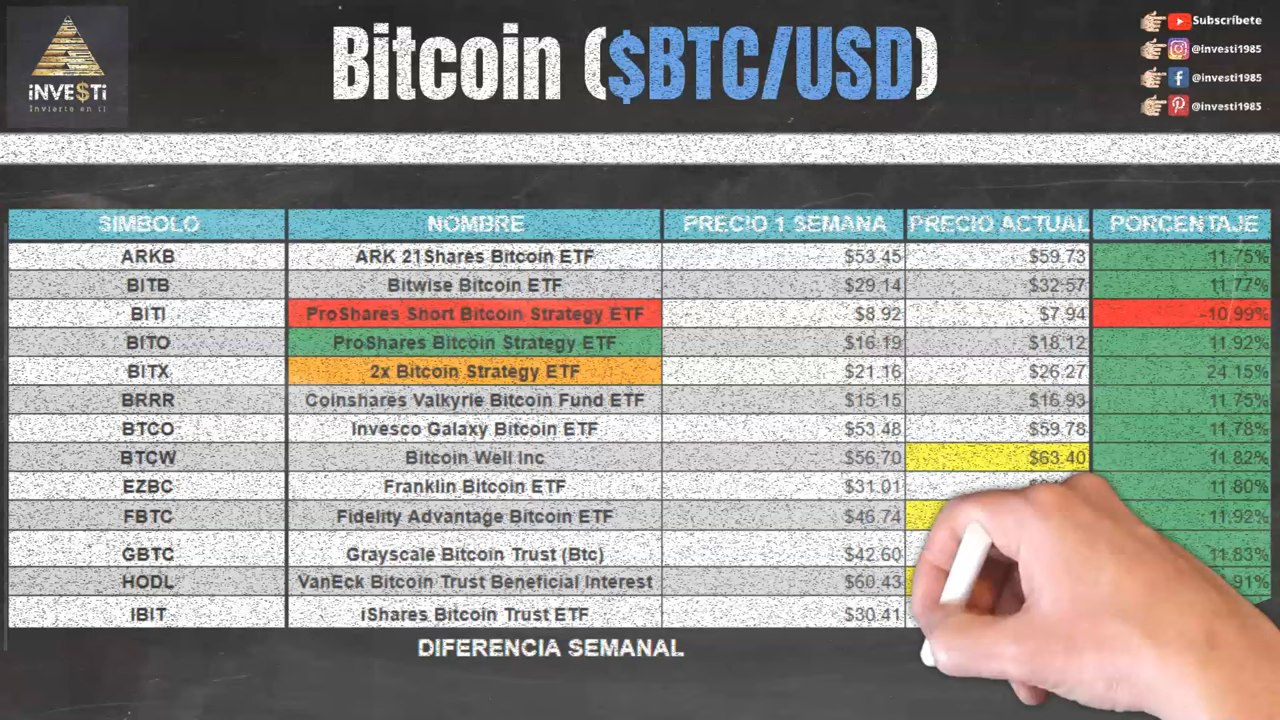 Bitcoin ($BTC/USD)
iNVE$Ti
Invierte en ti
Subscríbete
@investi1985
@investi1985
@investi1985
SIMBOLO NOMBRE PRECIO 1 SEMANA PRECIO ACTUAL PORCENTAJE
ARKB ARK 21Shares Bitcoin ETF $53.45 $59.73 11.75%
BITB Bitwise Bitcoin ETF $29.14 $32.57 11.77%
BITI ProShares Short Bitcoin Strategy ETF $8.92 $7.94 -10.99%
BITO ProShares Bitcoin Strategy ETF $16.19 $18.12 11.92%
BITX 2x Bitcoin Strategy ETF $21.16 $26.27 24.15%
BRRR Coinshares Valkyrie Bitcoin Fund ETF $15.15 $16.93 11.75%
BTCO Invesco Galaxy Bitcoin ETF $53.48 $59.78 11.78%
BTCW Bitcoin Well Inc $56.70 $63.40 11.82%
EZBC Franklin Bitcoin ETF $31.01 11.80%
FBTC Fidelity Advantage Bitcoin ETF $46.74 11.92%
GBTC Grayscale Bitcoin Trust (Btc) $42.60 11.83%
HODL VanEck Bitcoin Trust Beneficial Interest $60.43 .91%
IBIT iShares Bitcoin Trust ETF $30.41
DIFERENCIA SEMANAL